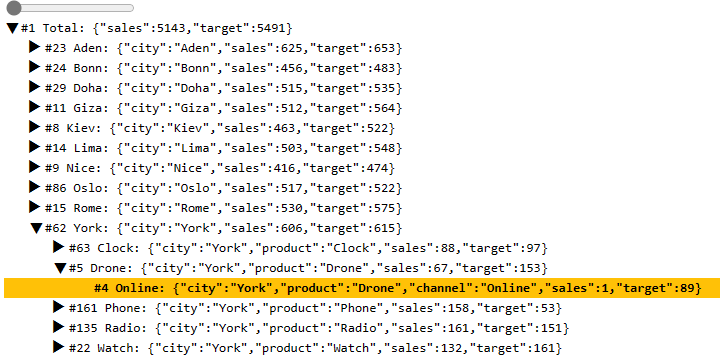 ▼#1 Total: {"sales":5143,"target":5491}
▶#23 Aden: {"city":"Aden","sales":625,"target":653}
▶#24 Bonn: {"city":"Bonn","sales":456,"target":483}
▶#29 Doha: {"city":"Doha","sales":515,"target":535}
▶#11 Giza: {"city":"Giza","sales":512,"target":564}
▶#8 Kiev: {"city":"Kiev","sales":463,"target":522}
▶#14 Lima: {"city":"Lima","sales":503,"target":548}
▶#9 Nice: {"city":"Nice","sales":416,"target":474}
▶#86 Oslo: {"city":"Oslo","sales":517,"target":522}
▶#15 Rome: {"city":"Rome","sales":530,"target":575}
▼#62 York: {"city":"York","sales":606,"target":615}
▶#63 Clock: {"city":"York","product":"Clock","sales":88,"target":97}
▼#5 Drone: {"city":"York","product":"Drone","sales":67,"target":153}
#4 Online: {"city":"York","product":"Drone","channel":"Online","sales":1,"target":89}
▶#161 Phone: {"city":"York","product":"Phone","sales":158,"target":53}
▶#135 Radio: {"city":"York","product":"Radio","sales":161,"target":151}
▶#22 Watch: {"city":"York","product":"Watch","sales":132,"target":161}